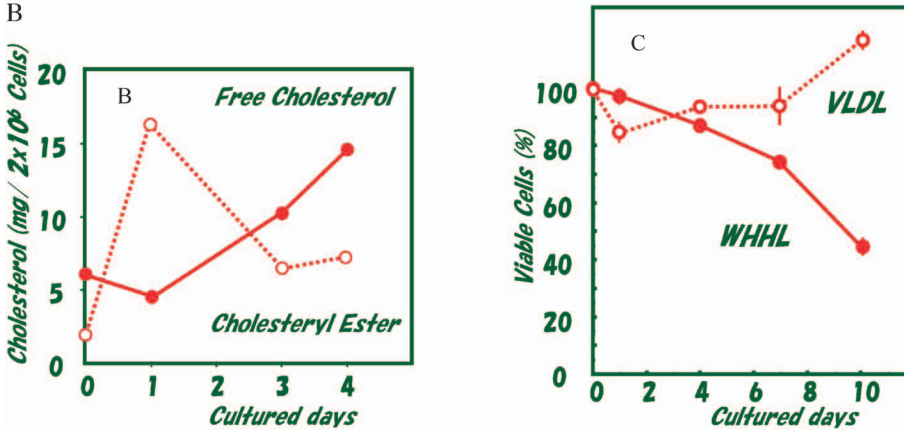 B
B
Cholesterol (mg/ 2x10⁶ Cells)
20
15
10
5
0
Free Cholesterol
Cholesteryl Ester
0 1 2 3 4
Cultured days
C
Viable Cells (%)
100
80
60
40
20
0
VLDL
WHHL
0 2 4 6 8 10
Cultured days